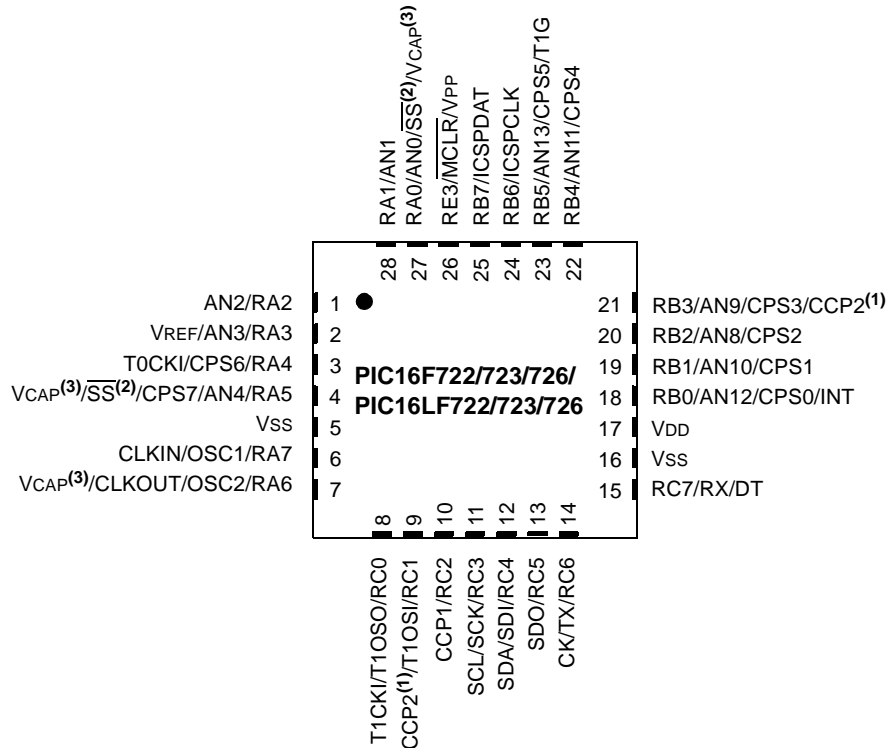 RA1/AN1
RA0/AN0/SS(2)/VCAP(3)
RE3/MCLR/VPP
RB7/ICSPDAT
RB6/ICSPCLK
RB5/AN13/CPS5/T1G
RB4/AN11/CPS4
28 27 26 25 24 23 22
AN2/RA2 1
VREF/AN3/RA3 2
T0CKI/CPS6/RA4 3
VCAP(3)/SS(2)/CPS7/AN4/RA5 4
VSS 5
CLKIN/OSC1/RA7 6
VCAP(3)/CLKOUT/OSC2/RA6 7
PIC16F722/723/726/
PIC16LF722/723/726
21 RB3/AN9/CPS3/CCP2(1)
20 RB2/AN8/CPS2
19 RB1/AN10/CPS1
18 RB0/AN12/CPS0/INT
17 VDD
16 VSS
15 RC7/RX/DT
8 9 10 11 12 13 14
T1CKI/T1OSO/RC0
CCP2(1)/T1OSI/RC1
CCP1/RC2
SCL/SCK/RC3
SDA/SDI/RC4
SDO/RC5
CK/TX/RC6